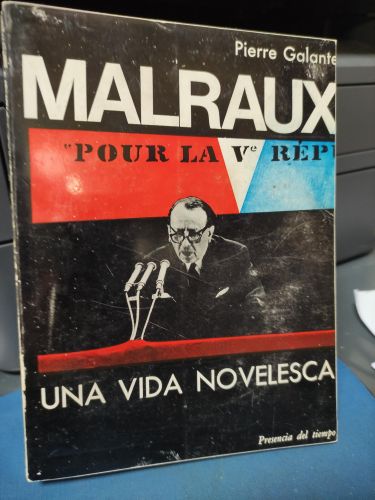 Pierre Galante
MALRAUX
"POUR LA Vᵉ RÉP
UNA VIDA NOVELESCA
Presencia del tiempo